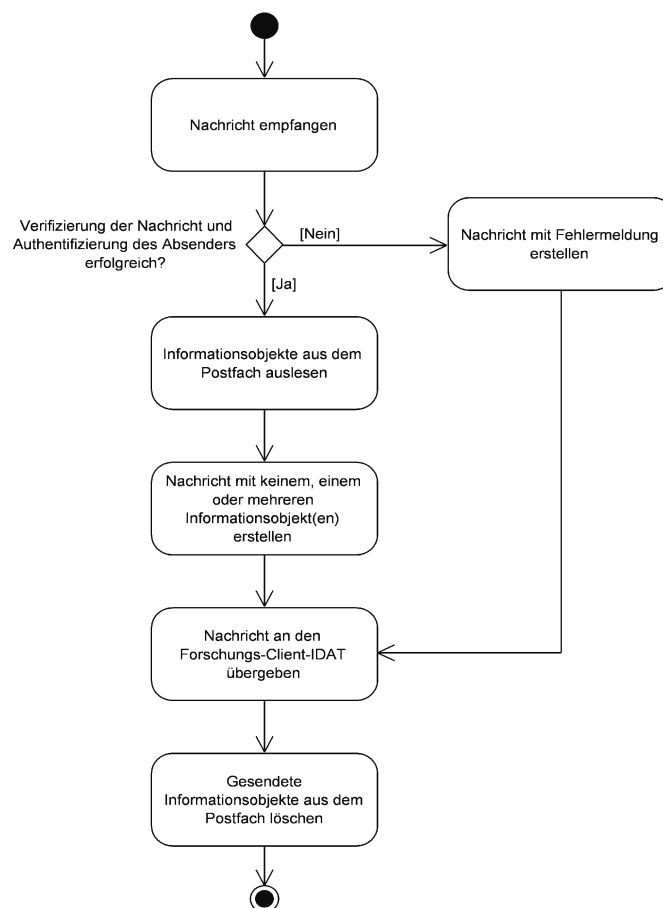 Nachricht empfangen
Verifizierung der Nachricht und
Authentifizierung des Absenders
erfolgreich?
[Nein]
Nachricht mit Fehlermeldung
erstellen
[Ja]
Informationsobjekte aus dem
Postfach auslesen
Nachricht mit keinem, einem
oder mehreren
Informationsobjekt(en)
erstellen
Nachricht an den
Forschungs-Client-IDAT
übergeben
Gesendete
Informationsobjekte aus dem
Postfach löschen